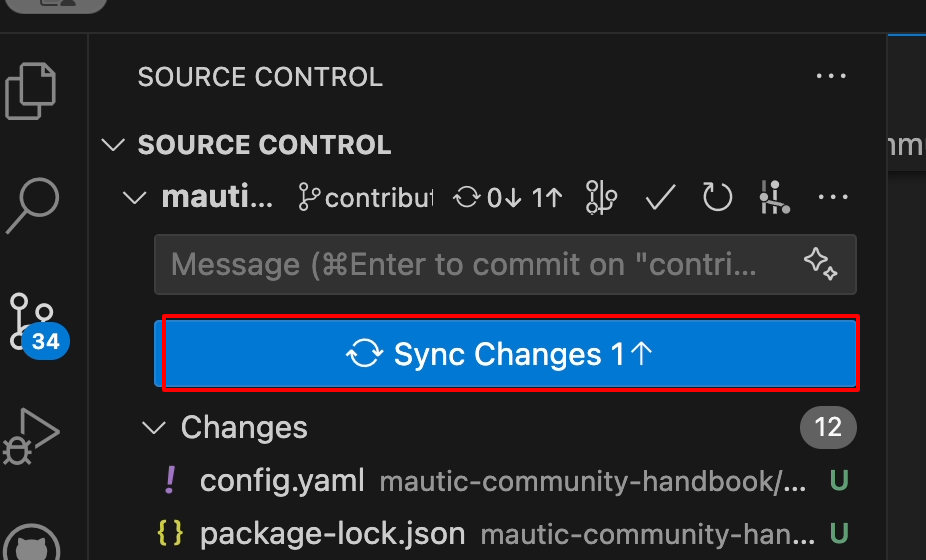 SOURCE CONTROL ...
SOURCE CONTROL
mauti... contribut 0↓ 1↑ ...
Message (⌘Enter to commit on "contri...
Sync Changes 1↑
34
Changes 12
! config.yaml mautic-community-handbook/... U
{} package-lock.json mautic-community-han... U